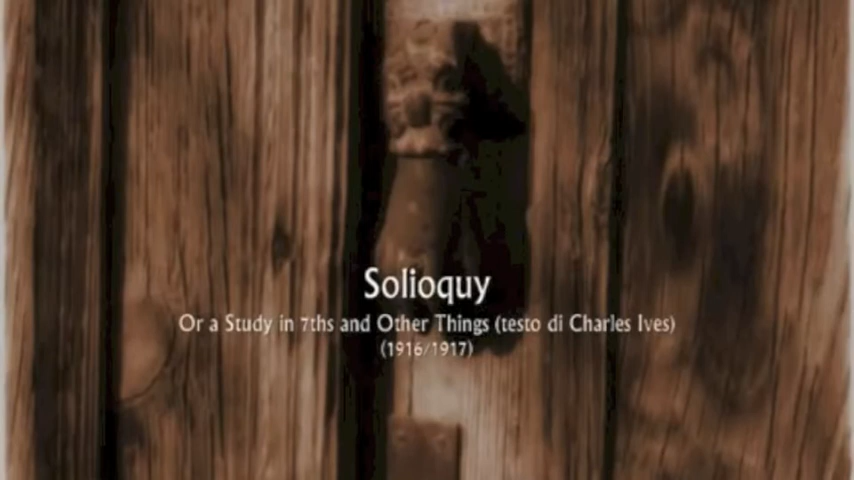 Solioquy
Or a Study in 7ths and Other Things (testo di Charles Ives)
(1916/1917)